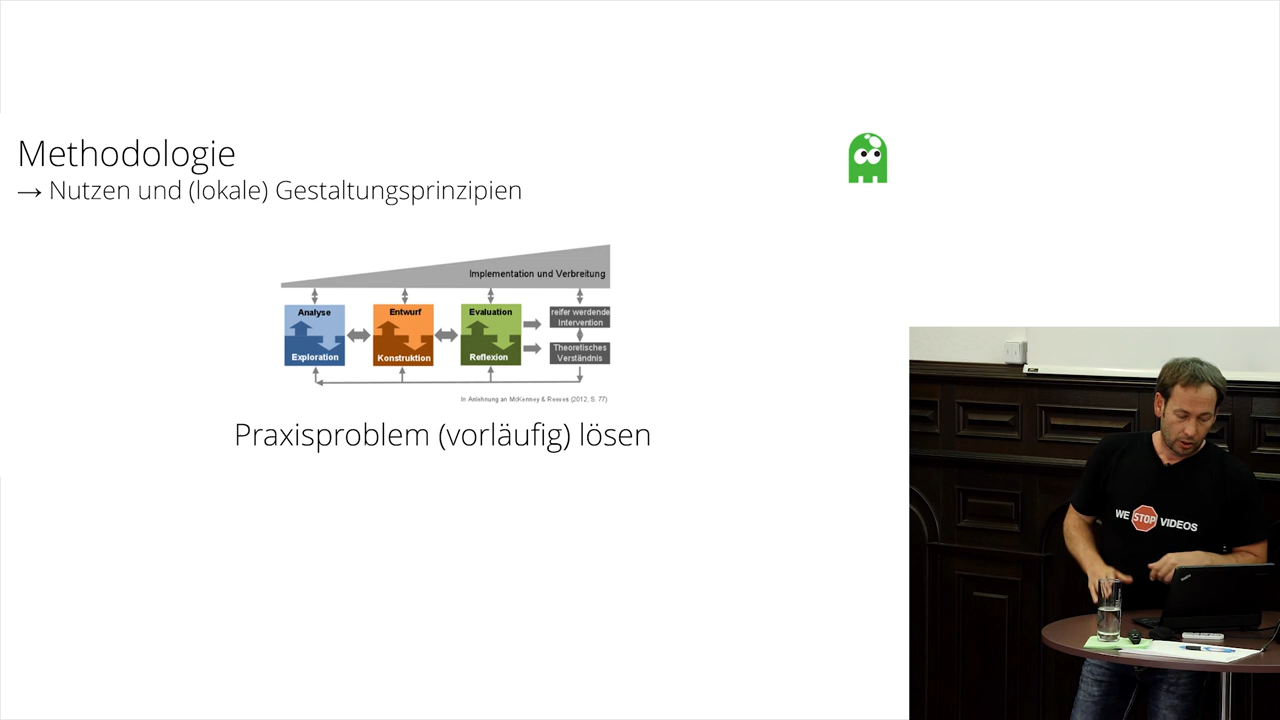 Methodologie
→ Nutzen und (lokale) Gestaltungsprinzipien
Implementation und Verbreitung
Analyse
Exploration
Entwurf
Konstruktion
Evaluation
Reflexion
reifer werdende
Intervention
Theoretisches
Verständnis
In Anlehnung an McKenney & Reeves (2012, S. 77)
Praxisproblem (vorläufig) lösen
WE STOP VIDEOS